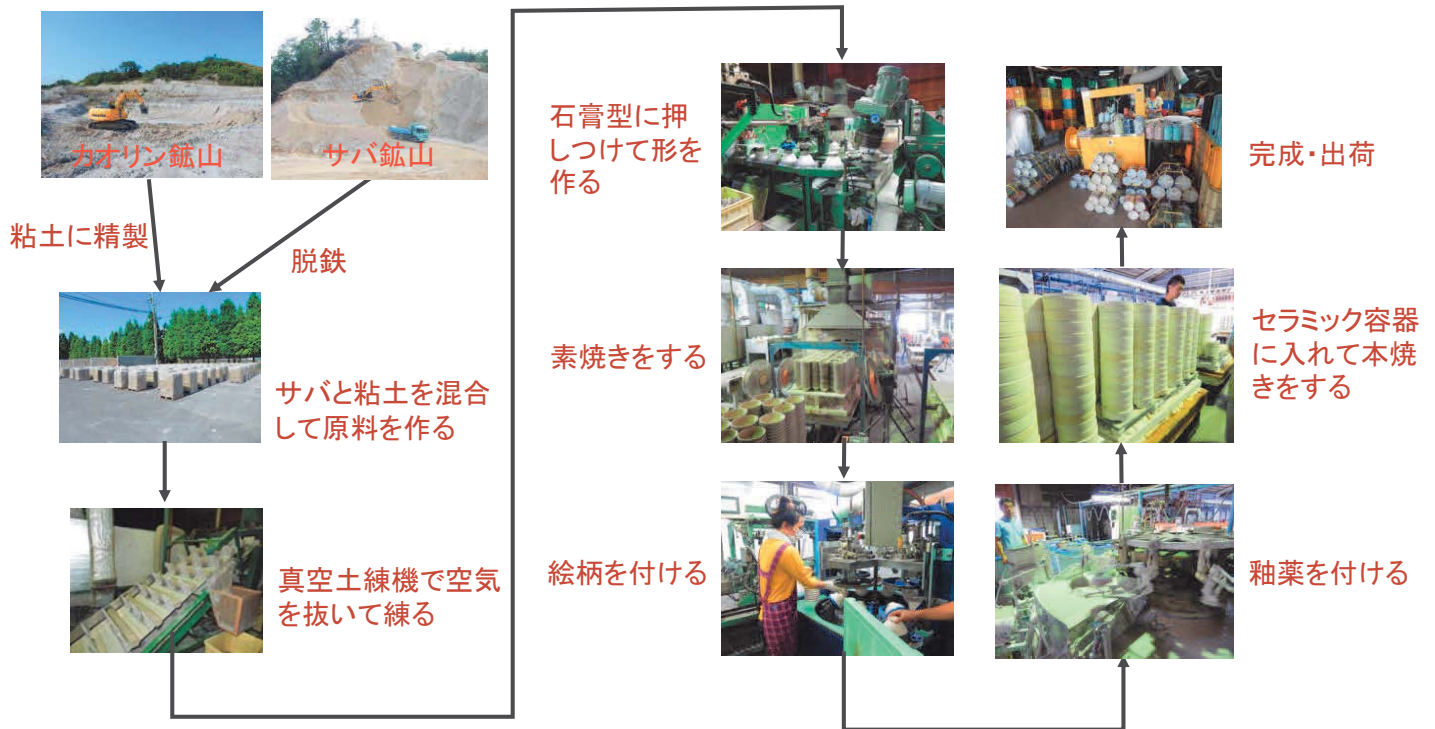 カオリン鉱山
サバ鉱山
粘土に精製
脱鉄
サバと粘土を混合
して原料を作る
真空土練機で空気
を抜いて練る
石膏型に押
しつけて形を
作る
素焼きをする
絵柄を付ける
釉薬を付ける
セラミック容器
に入れて本焼
きをする
完成・出荷